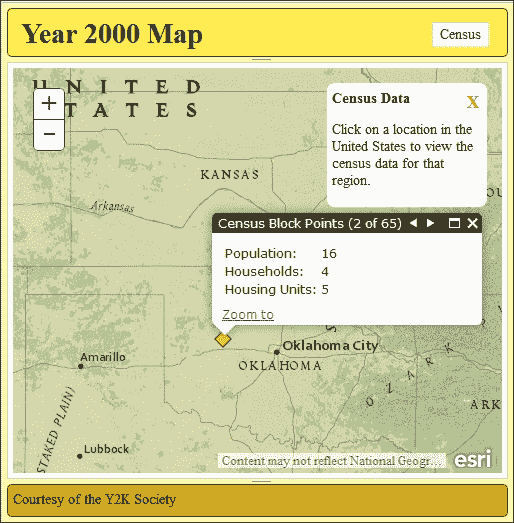 Year 2000 Map
Census
UNITED
STATES
+
−
Census Data
X
Click on a location in the
United States to view the
census data for that
region.
KANSAS
Arkansas
Census Block Points (2 of 65)
Population: 16
Households: 4
Housing Units: 5
Zoom to
Oklahoma City
OKLAHOMA
Amarillo
OZARK
ARK
STAKED PLAIN)
Lubbock
Content may not reflect National Geogr...
esri
Courtesy of the Y2K Society